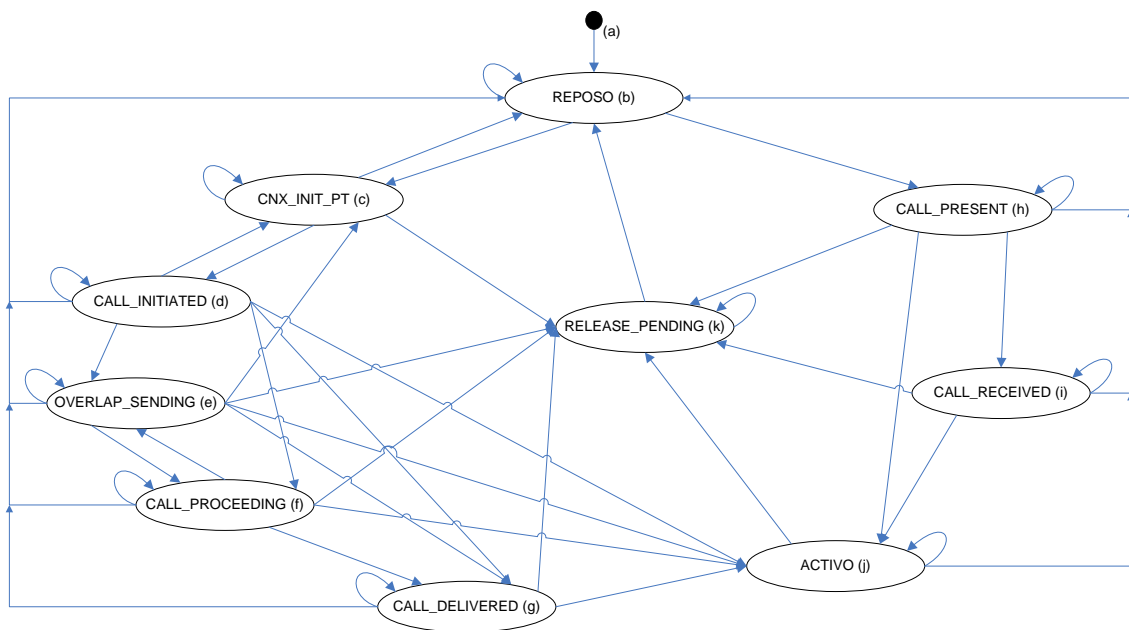 (a)
REPOSO (b)
CNX_INIT_PT (c)
CALL_PRESENT (h)
CALL_INITIATED (d)
RELEASE_PENDING (k)
CALL_RECEIVED (i)
OVERLAP_SENDING (e)
CALL_PROCEEDING (f)
ACTIVO (j)
CALL_DELIVERED (g)